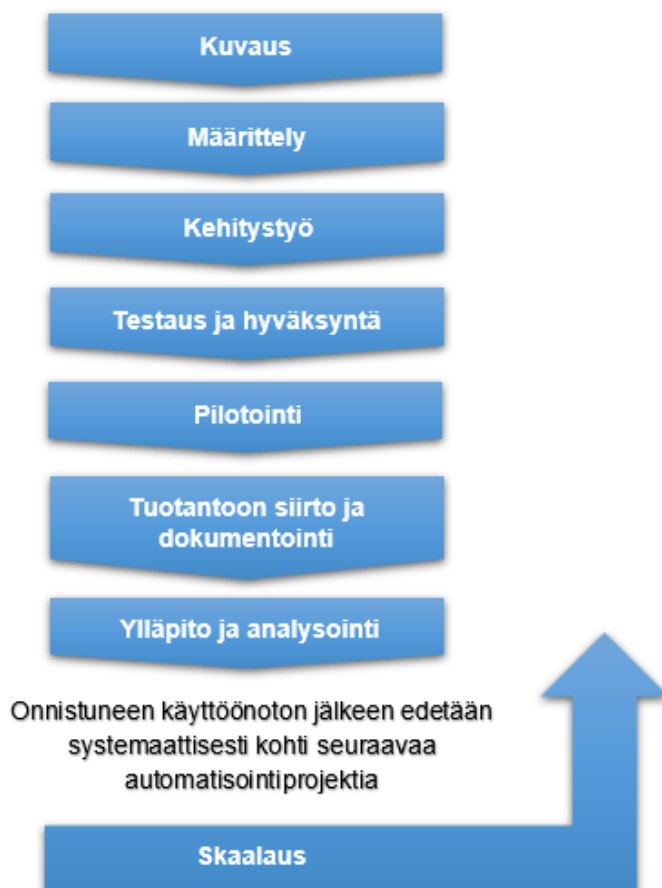 Kuvaus
Määrittely
Kehitystyö
Testaus ja hyväksyntä
Pilotointi
Tuotantoon siirto ja
dokumentointi
Ylläpito ja analysointi
Onnistuneen käyttöönoton jälkeen edetään
systemaattisesti kohti seuraavaa
automatisointiprojektia
Skaalaus